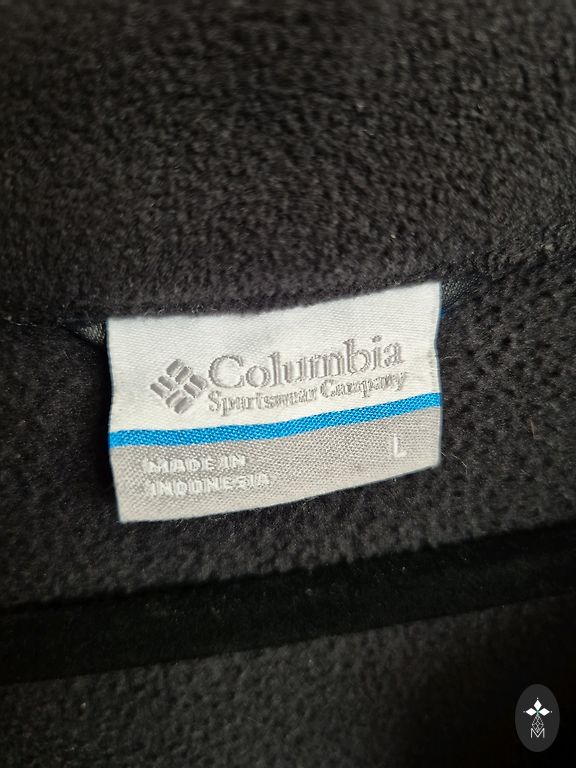 Columbia
Sportswear Company
MADE IN
INDONESIA
L
M